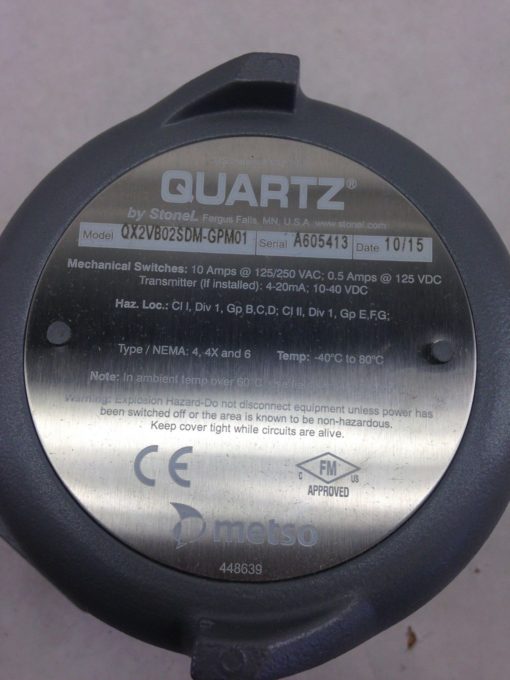 QUARTZ®
by StoneL Fergus Falls, MN, U.S.A. www.stonel.com
Model QX2VB02SDM-GPM01 Serial A605413 Date 10/15
Mechanical Switches: 10 Amps @ 125/250 VAC; 0.5 Amps @ 125 VDC
Transmitter (If installed): 4-20mA; 10-40 VDC
Haz. Loc.: Cl I, Div 1, Gp B,C,D; Cl II, Div 1, Gp E,F,G;
Type / NEMA: 4, 4X and 6 Temp: -40°C to 80°C
Note: In ambient temp over 60°C
Warning: Explosion Hazard-Do not disconnect equipment unless power has
been switched off or the area is known to be non-hazardous.
Keep cover tight while circuits are alive.
CE
C FM US
APPROVED
metso
448639